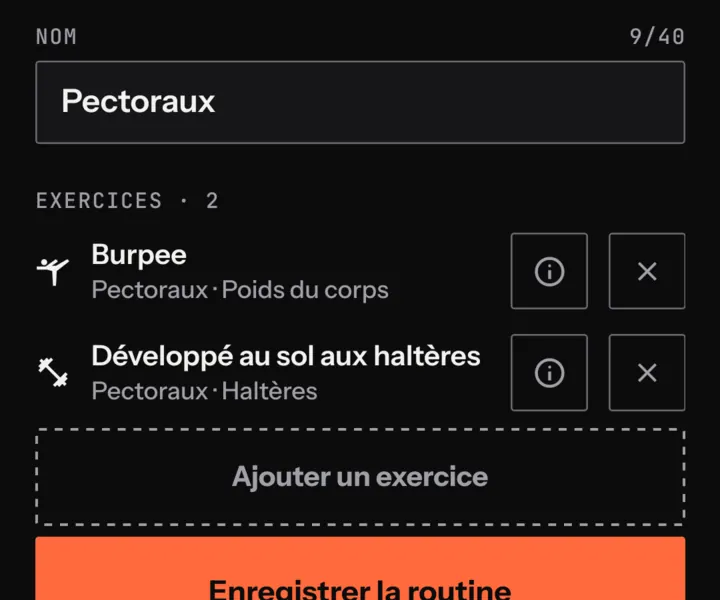 NOM
9/40
Pectoraux
EXERCICES · 2
Burpee
Pectoraux · Poids du corps
Développé au sol aux haltères
Pectoraux · Haltères
Ajouter un exercice
Enregistrer la routine